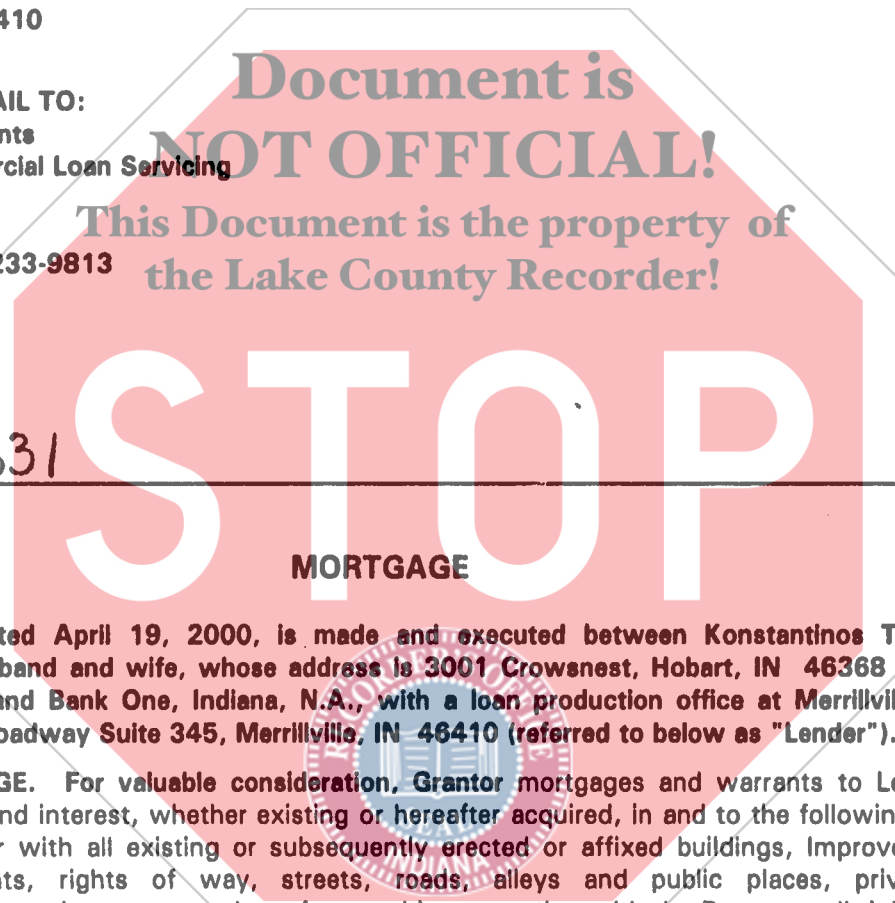 410
AIL TO:
nts
rcial Loan Servicing
233-9813
Document is
NOT OFFICIAL!
This Document is the property of
the Lake County Recorder!
STOP
31
MORTGAGE
ted April 19, 2000, is made and executed between Konstantinos T
band and wife, whose address is 3001 Crowsnest, Hobart, IN 46368
and Bank One, Indiana, N.A., with a loan production office at Merrillvil
oadway Suite 345, Merrillville, IN 46410 (referred to below as "Lender").
GE. For valuable consideration, Grantor mortgages and warrants to Le
nd interest, whether existing or hereafter acquired, in and to the followin
r with all existing or subsequently erected or affixed buildings, Improve
nts, rights of way, streets, roads, alleys and public places, priv
SEAL
INDIANA